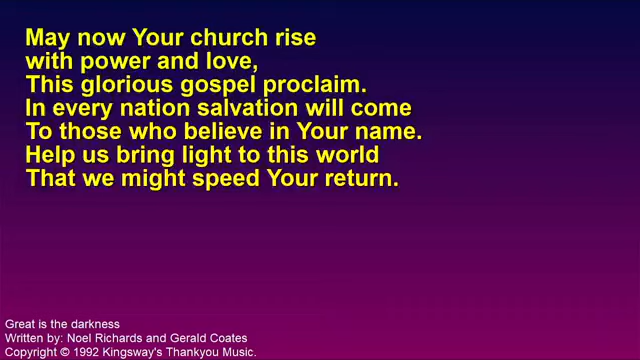 May now Your church rise
with power and love,
This glorious gospel proclaim.
In every nation salvation will come
To those who believe in Your name.
Help us bring light to this world
That we might speed Your return.
Great is the darkness
Written by: Noel Richards and Gerald Coates
Copyright © 1992 Kingsway's Thankyou Music.